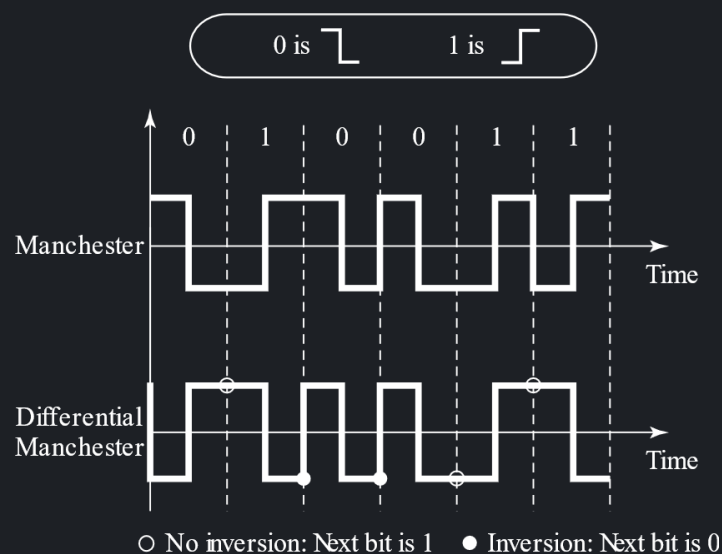 0 is 1 is
0 1 0 0 1 1
Manchester
Time
Differential
Manchester
Time
No inversion: Next bit is 1 Inversion: Next bit is 0